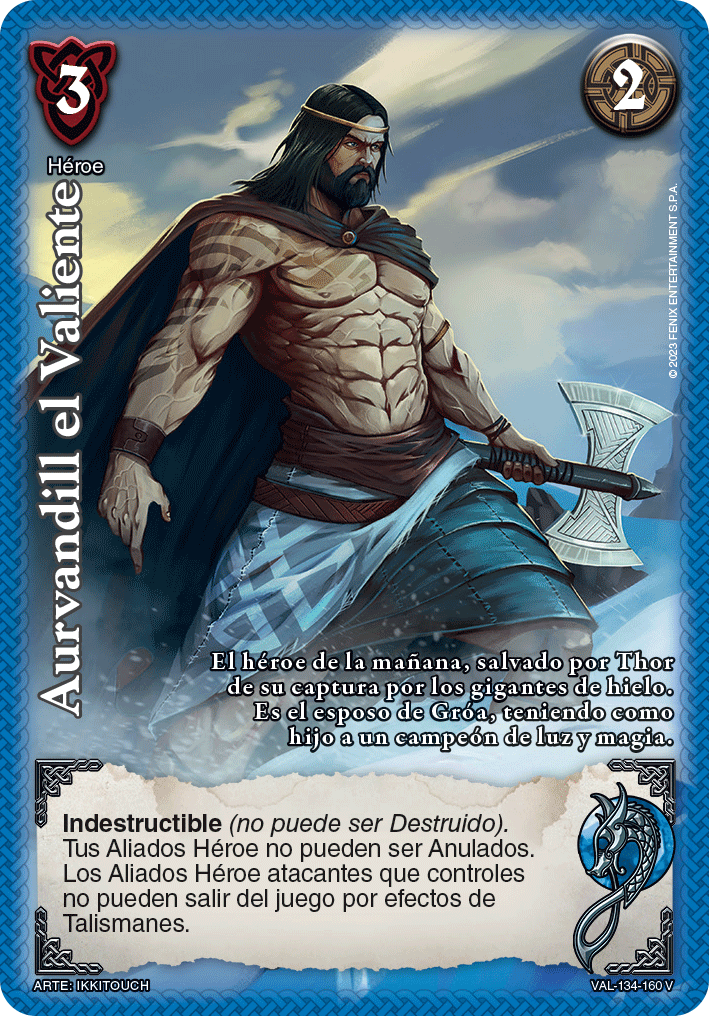 3
2
Héroe
Aurvandill el Valiente
© 2023 FENIX ENTERTAINMENT S.P.A.
El héroe de la mañana, salvado por Thor
de su captura por los gigantes de hielo.
Es el esposo de Gróa, teniendo como
hijo a un campeón de luz y magia.
Indestructible (no puede ser Destruido).
Tus Aliados Héroe no pueden ser Anulados.
Los Aliados Héroe atacantes que controles
no pueden salir del juego por efectos de
Talismanes.
ARTE: IKKITOUCH
VAL-134-160 V